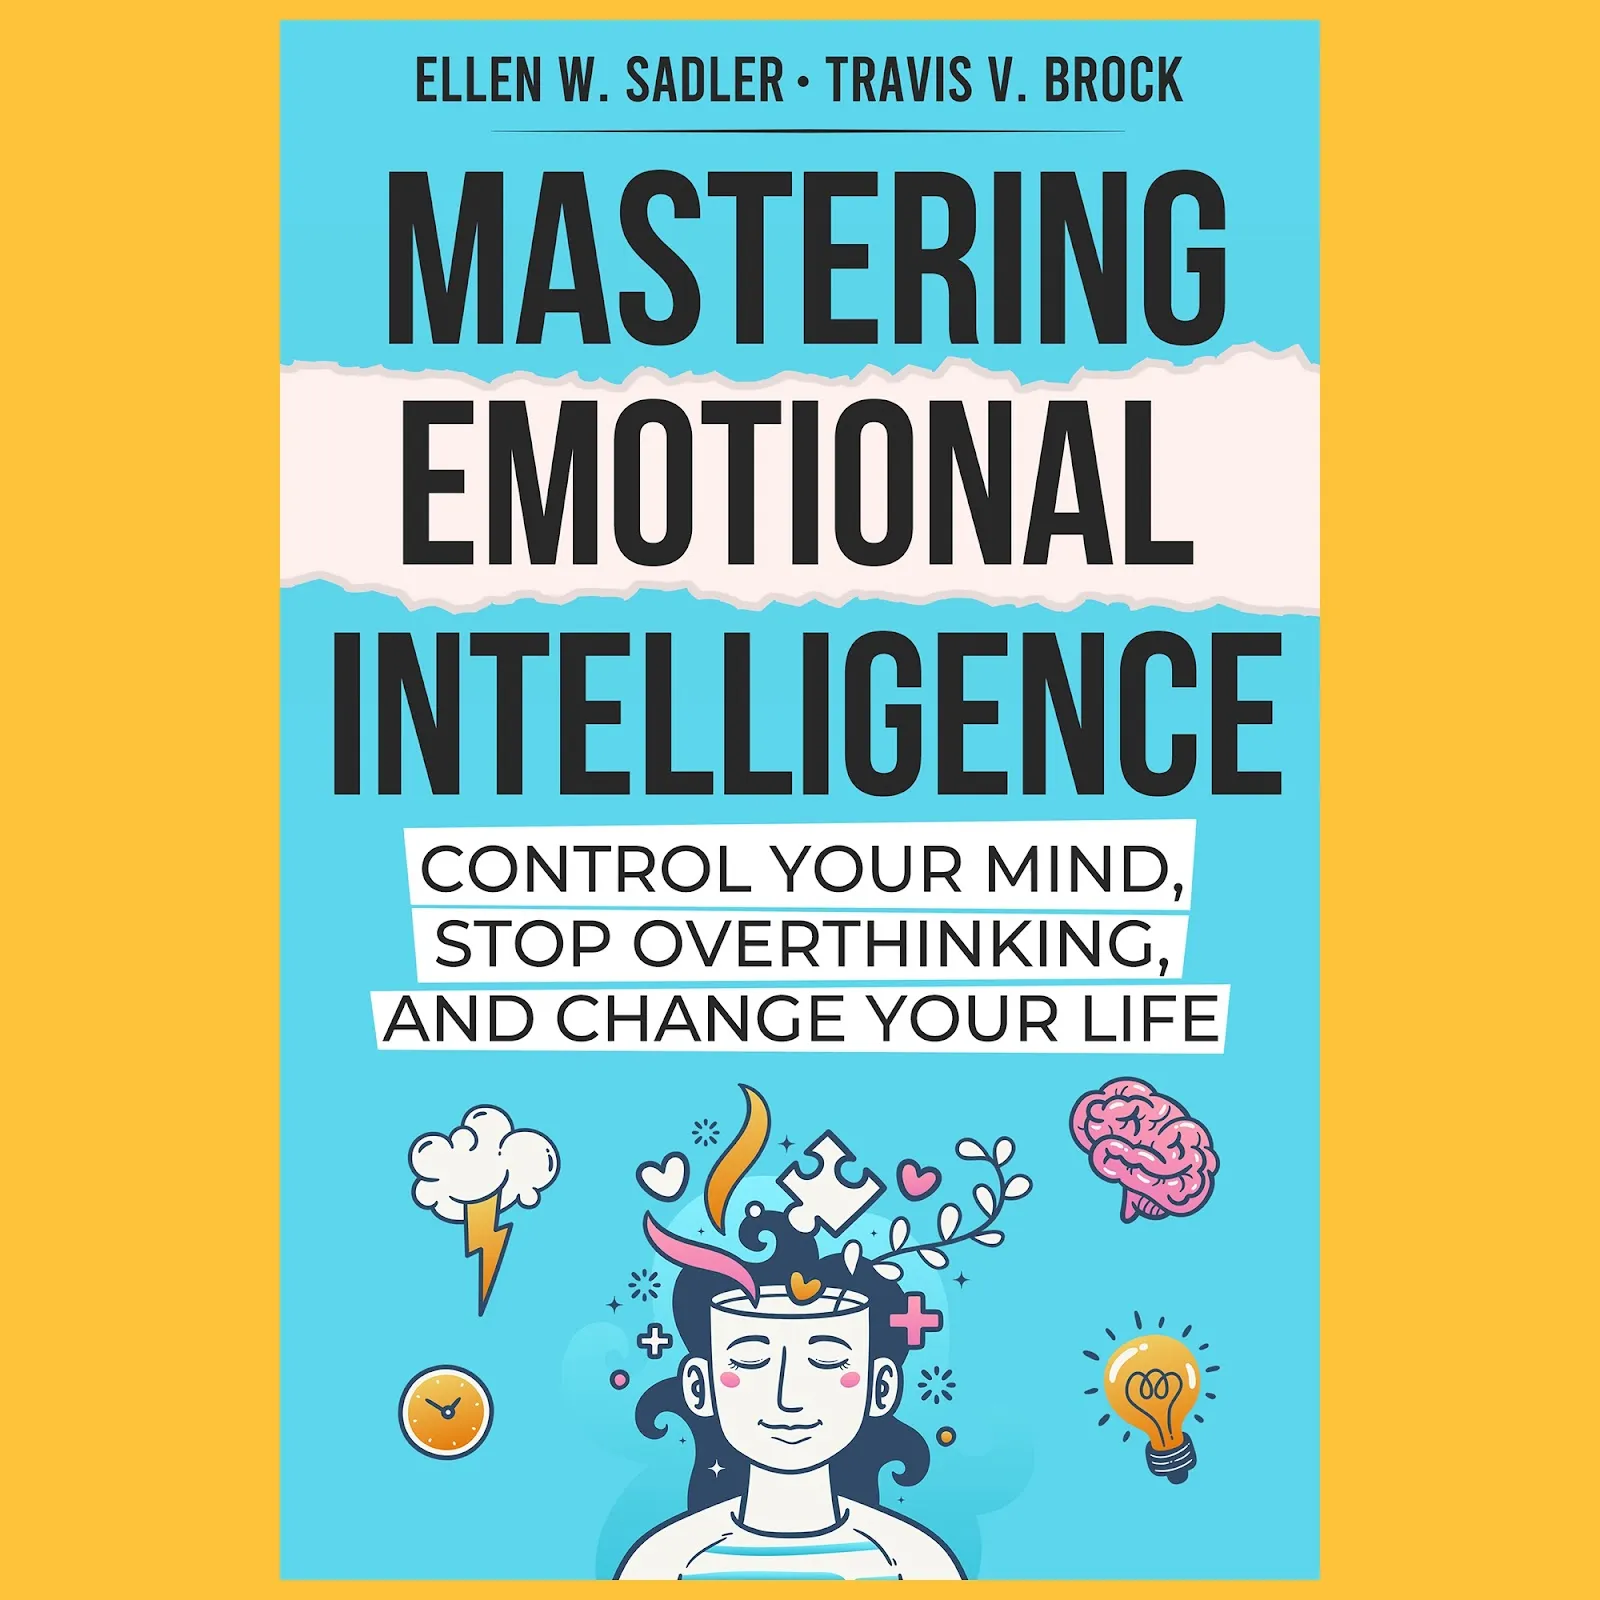 ELLEN W. SADLER • TRAVIS V. BROCK
MASTERING
EMOTIONAL
INTELLIGENCE
CONTROL YOUR MIND,
STOP OVERTHINKING,
AND CHANGE YOUR LIFE